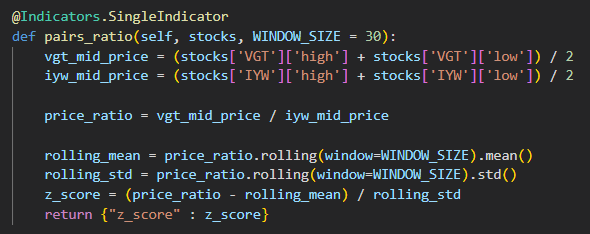 @Indicators.SingleIndicator
def pairs_ratio(self, stocks, WINDOW_SIZE = 30):
    vgt_mid_price = (stocks['VGT']['high'] + stocks['VGT']['low']) / 2
    iyw_mid_price = (stocks['IYW']['high'] + stocks['IYW']['low']) / 2

    price_ratio = vgt_mid_price / iyw_mid_price

    rolling_mean = price_ratio.rolling(window=WINDOW_SIZE).mean()
    rolling_std = price_ratio.rolling(window=WINDOW_SIZE).std()
    z_score = (price_ratio - rolling_mean) / rolling_std
    return {"z_score" : z_score}